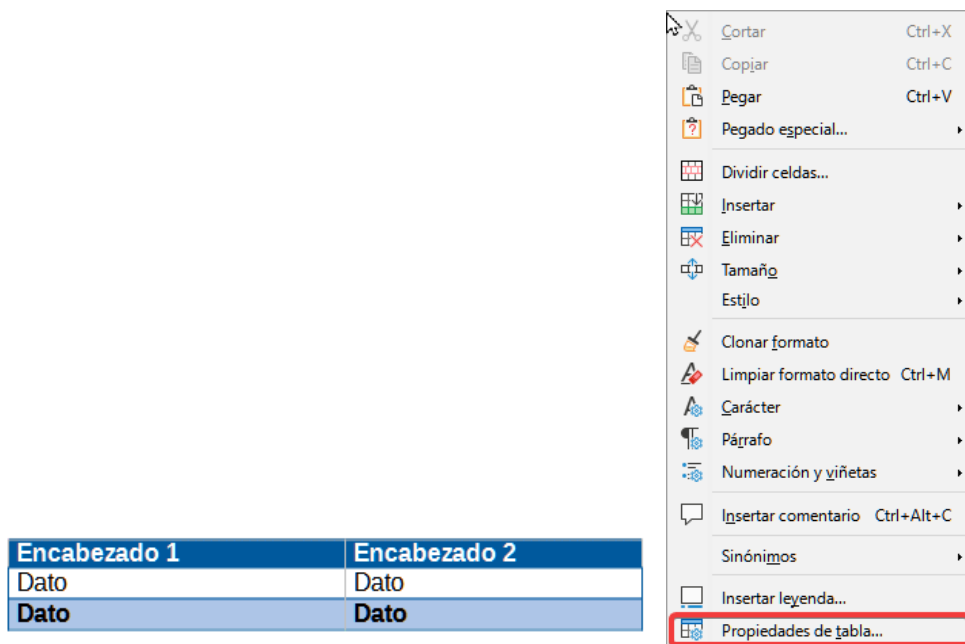 Cortar Ctrl+X
Copiar Ctrl+C
Pegar Ctrl+V
Pegado especial...
Dividir celdas...
Insertar
Eliminar
Tamaño
Estilo
Clonar formato
Limpiar formato directo Ctrl+M
Carácter
Párrafo
Numeración y viñetas
Insertar comentario Ctrl+Alt+C
Sinónimos
Insertar leyenda...
Propiedades de tabla...
Encabezado 1 Encabezado 2
Dato Dato
Dato Dato